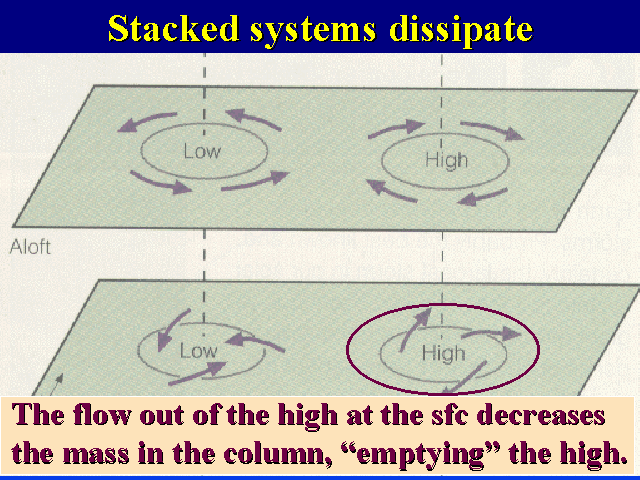 Stacked systems dissipate
Low
High
Aloft
Low
High
The flow out of the high at the sfc decreases
the mass in the column, “emptying” the high.